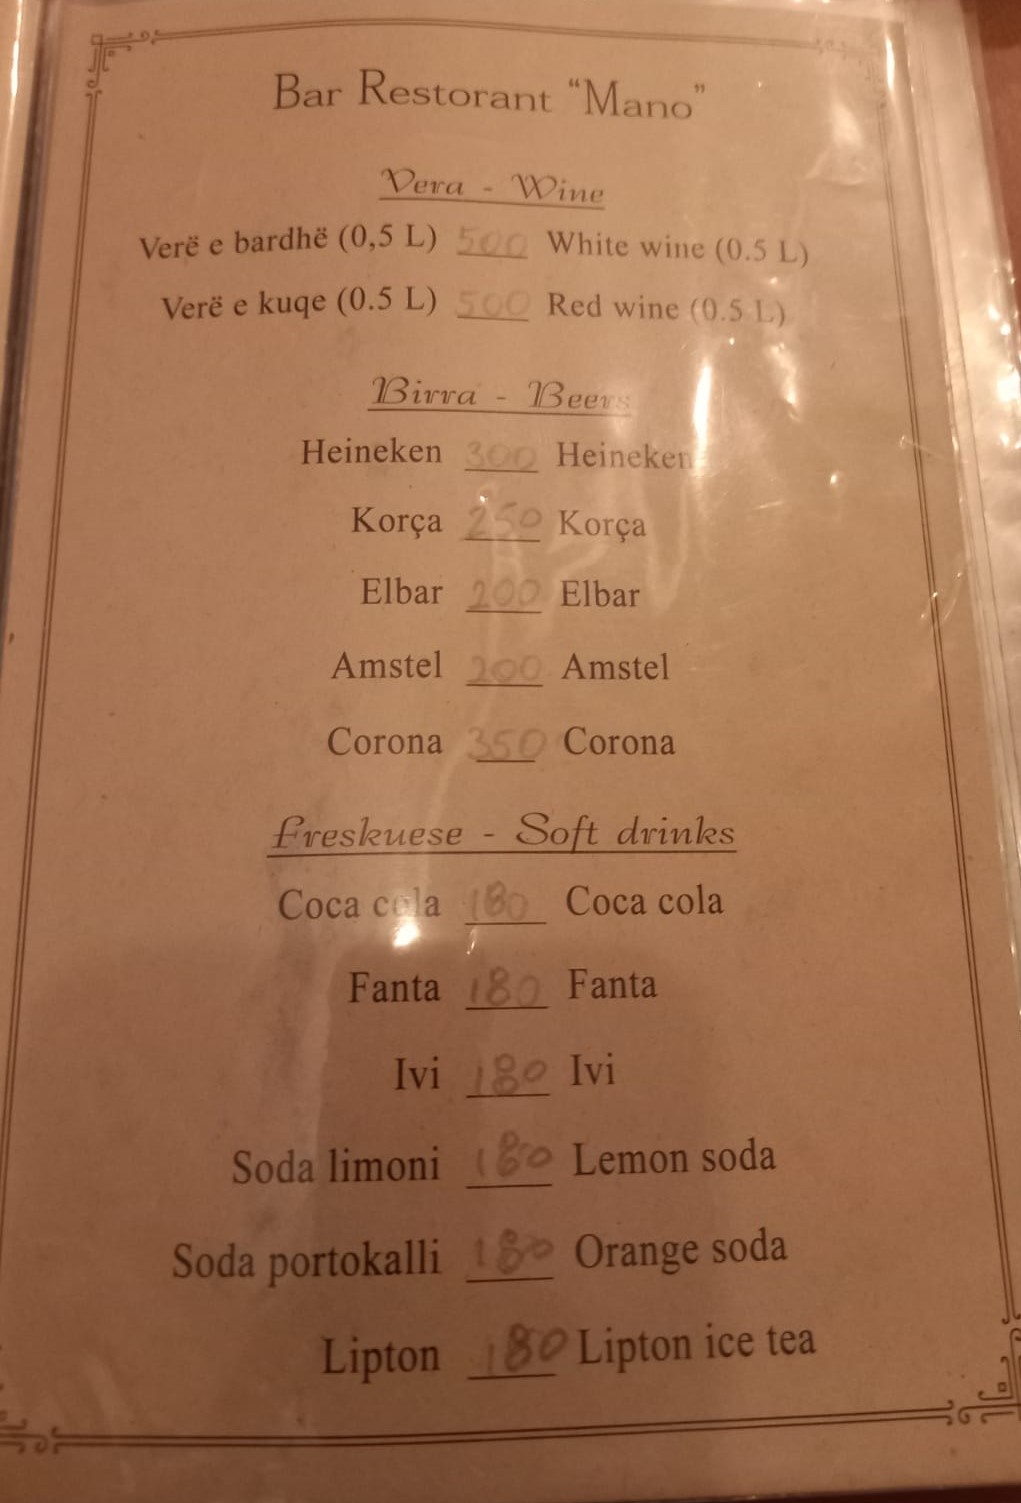 Bar Restorant “Mano”
Vera - Wine
Verë e bardhë (0,5 L) 500 White wine (0.5 L)
Verë e kuqe (0.5 L) 500 Red wine (0.5 L)
Birra - Beers
Heineken 300 Heineken
Korça 250 Korça
Elbar 200 Elbar
Amstel 200 Amstel
Corona 350 Corona
Freskuese - Soft drinks
Coca cola 180 Coca cola
Fanta 180 Fanta
Ivi 180 Ivi
Soda limoni 180 Lemon soda
Soda portokalli 180 Orange soda
Lipton 180 Lipton ice tea